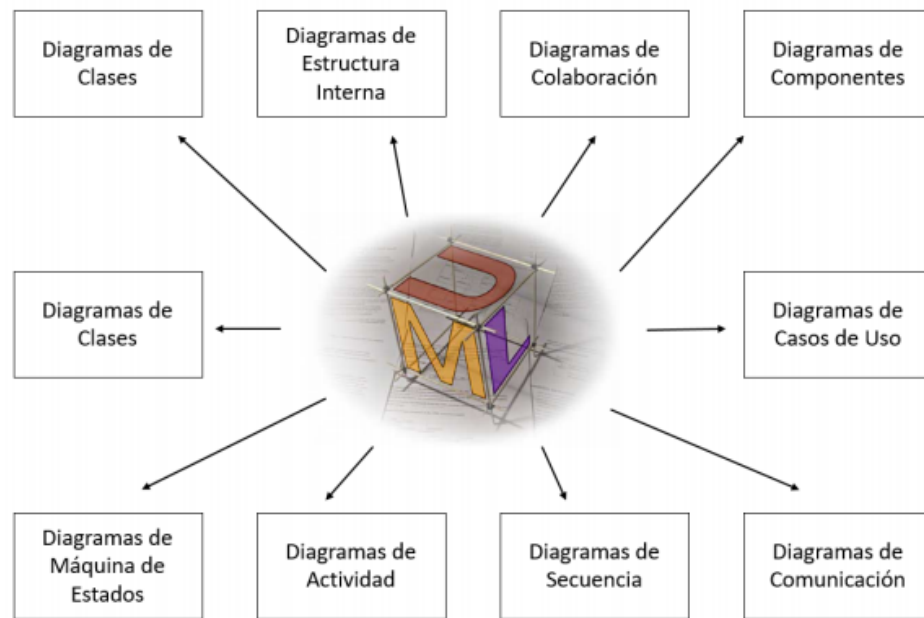 Diagramas de
Clases
Diagramas de
Estructura
Interna
Diagramas de
Colaboración
Diagramas de
Componentes
Diagramas de
Clases
UML
Diagramas de
Casos de Uso
Diagramas de
Máquina de
Estados
Diagramas de
Actividad
Diagramas de
Secuencia
Diagramas de
Comunicación